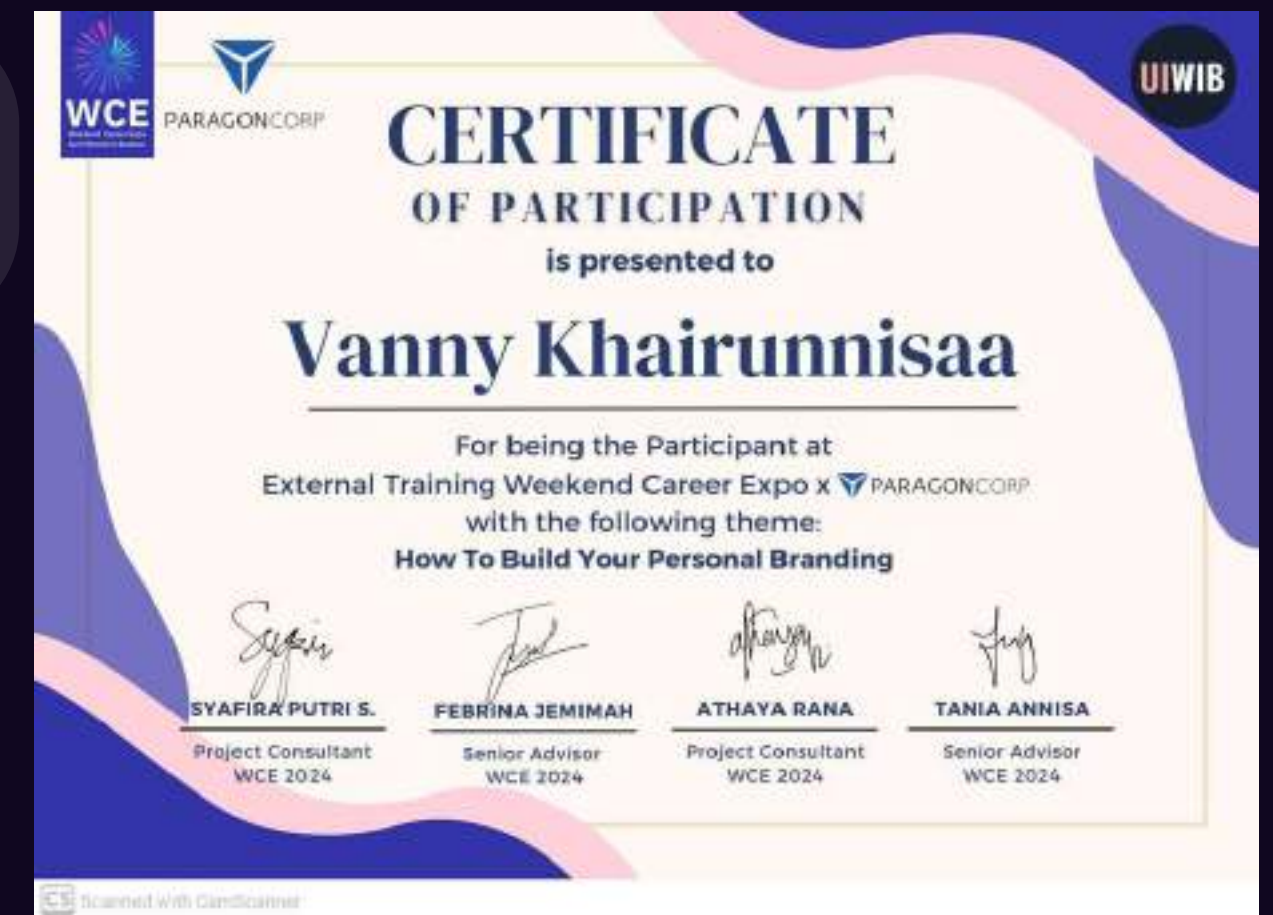 WCE
PARAGONCORP
UIWIB
CERTIFICATE
OF PARTICIPATION
is presented to
Vanny Khairunnisaa
For being the Participant at
External Training Weekend Career Expo x PARAGONCORP
with the following theme:
How To Build Your Personal Branding
SYAFIRA PUTRI S. FEBRINA JEMIMAH ATHAYA RANA TANIA ANNISA
Project Consultant Senior Advisor Project Consultant Senior Advisor
WCE 2024 WCE 2024 WCE 2024 WCE 2024
CS Scanned with CamScanner